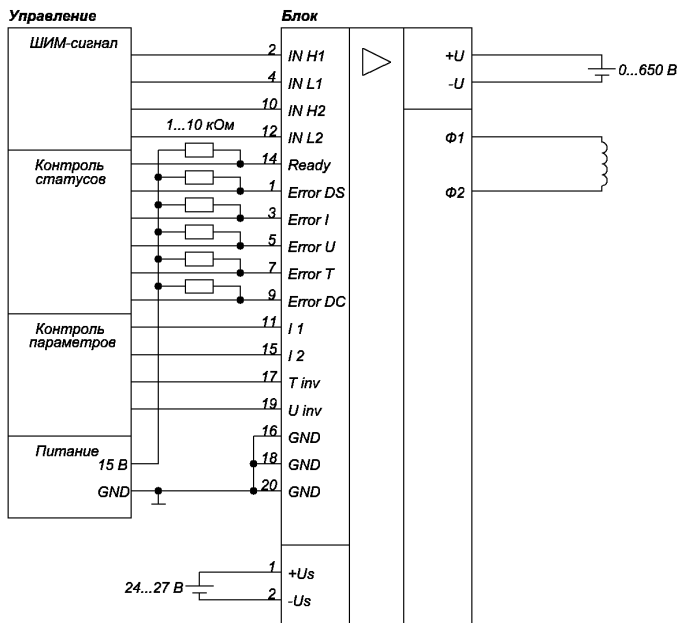 Управление
Блок
ШИМ-сигнал
2 IN H1
+U
4 IN L1
-U
0...650 В
10 IN H2
12 IN L2
Ф1
1...10 кОм
14 Ready
Контроль
статусов
1 Error DS
Ф2
3 Error I
5 Error U
7 Error T
9 Error DC
Контроль
параметров
11 I 1
15 I 2
17 T inv
19 U inv
16 GND
Питание
15 В
18 GND
GND
20 GND
24...27 В
1 +Us
2 -Us